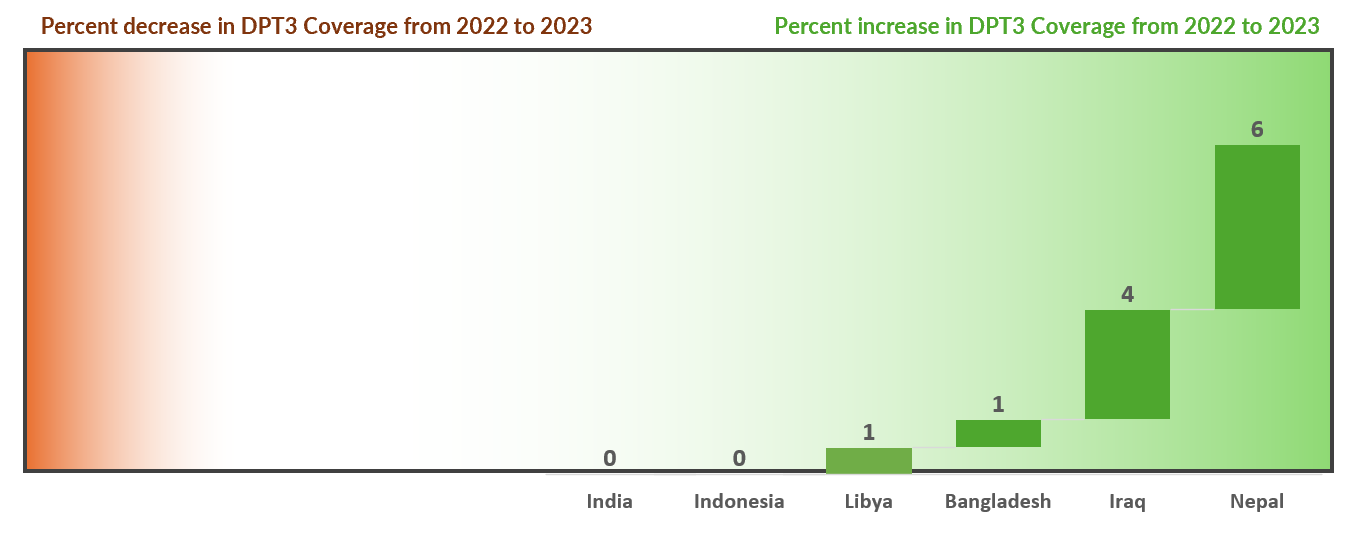 Percent decrease in DPT3 Coverage from 2022 to 2023
Percent increase in DPT3 Coverage from 2022 to 2023
6
4
1
1
0
0
India
Indonesia
Libya
Bangladesh
Iraq
Nepal